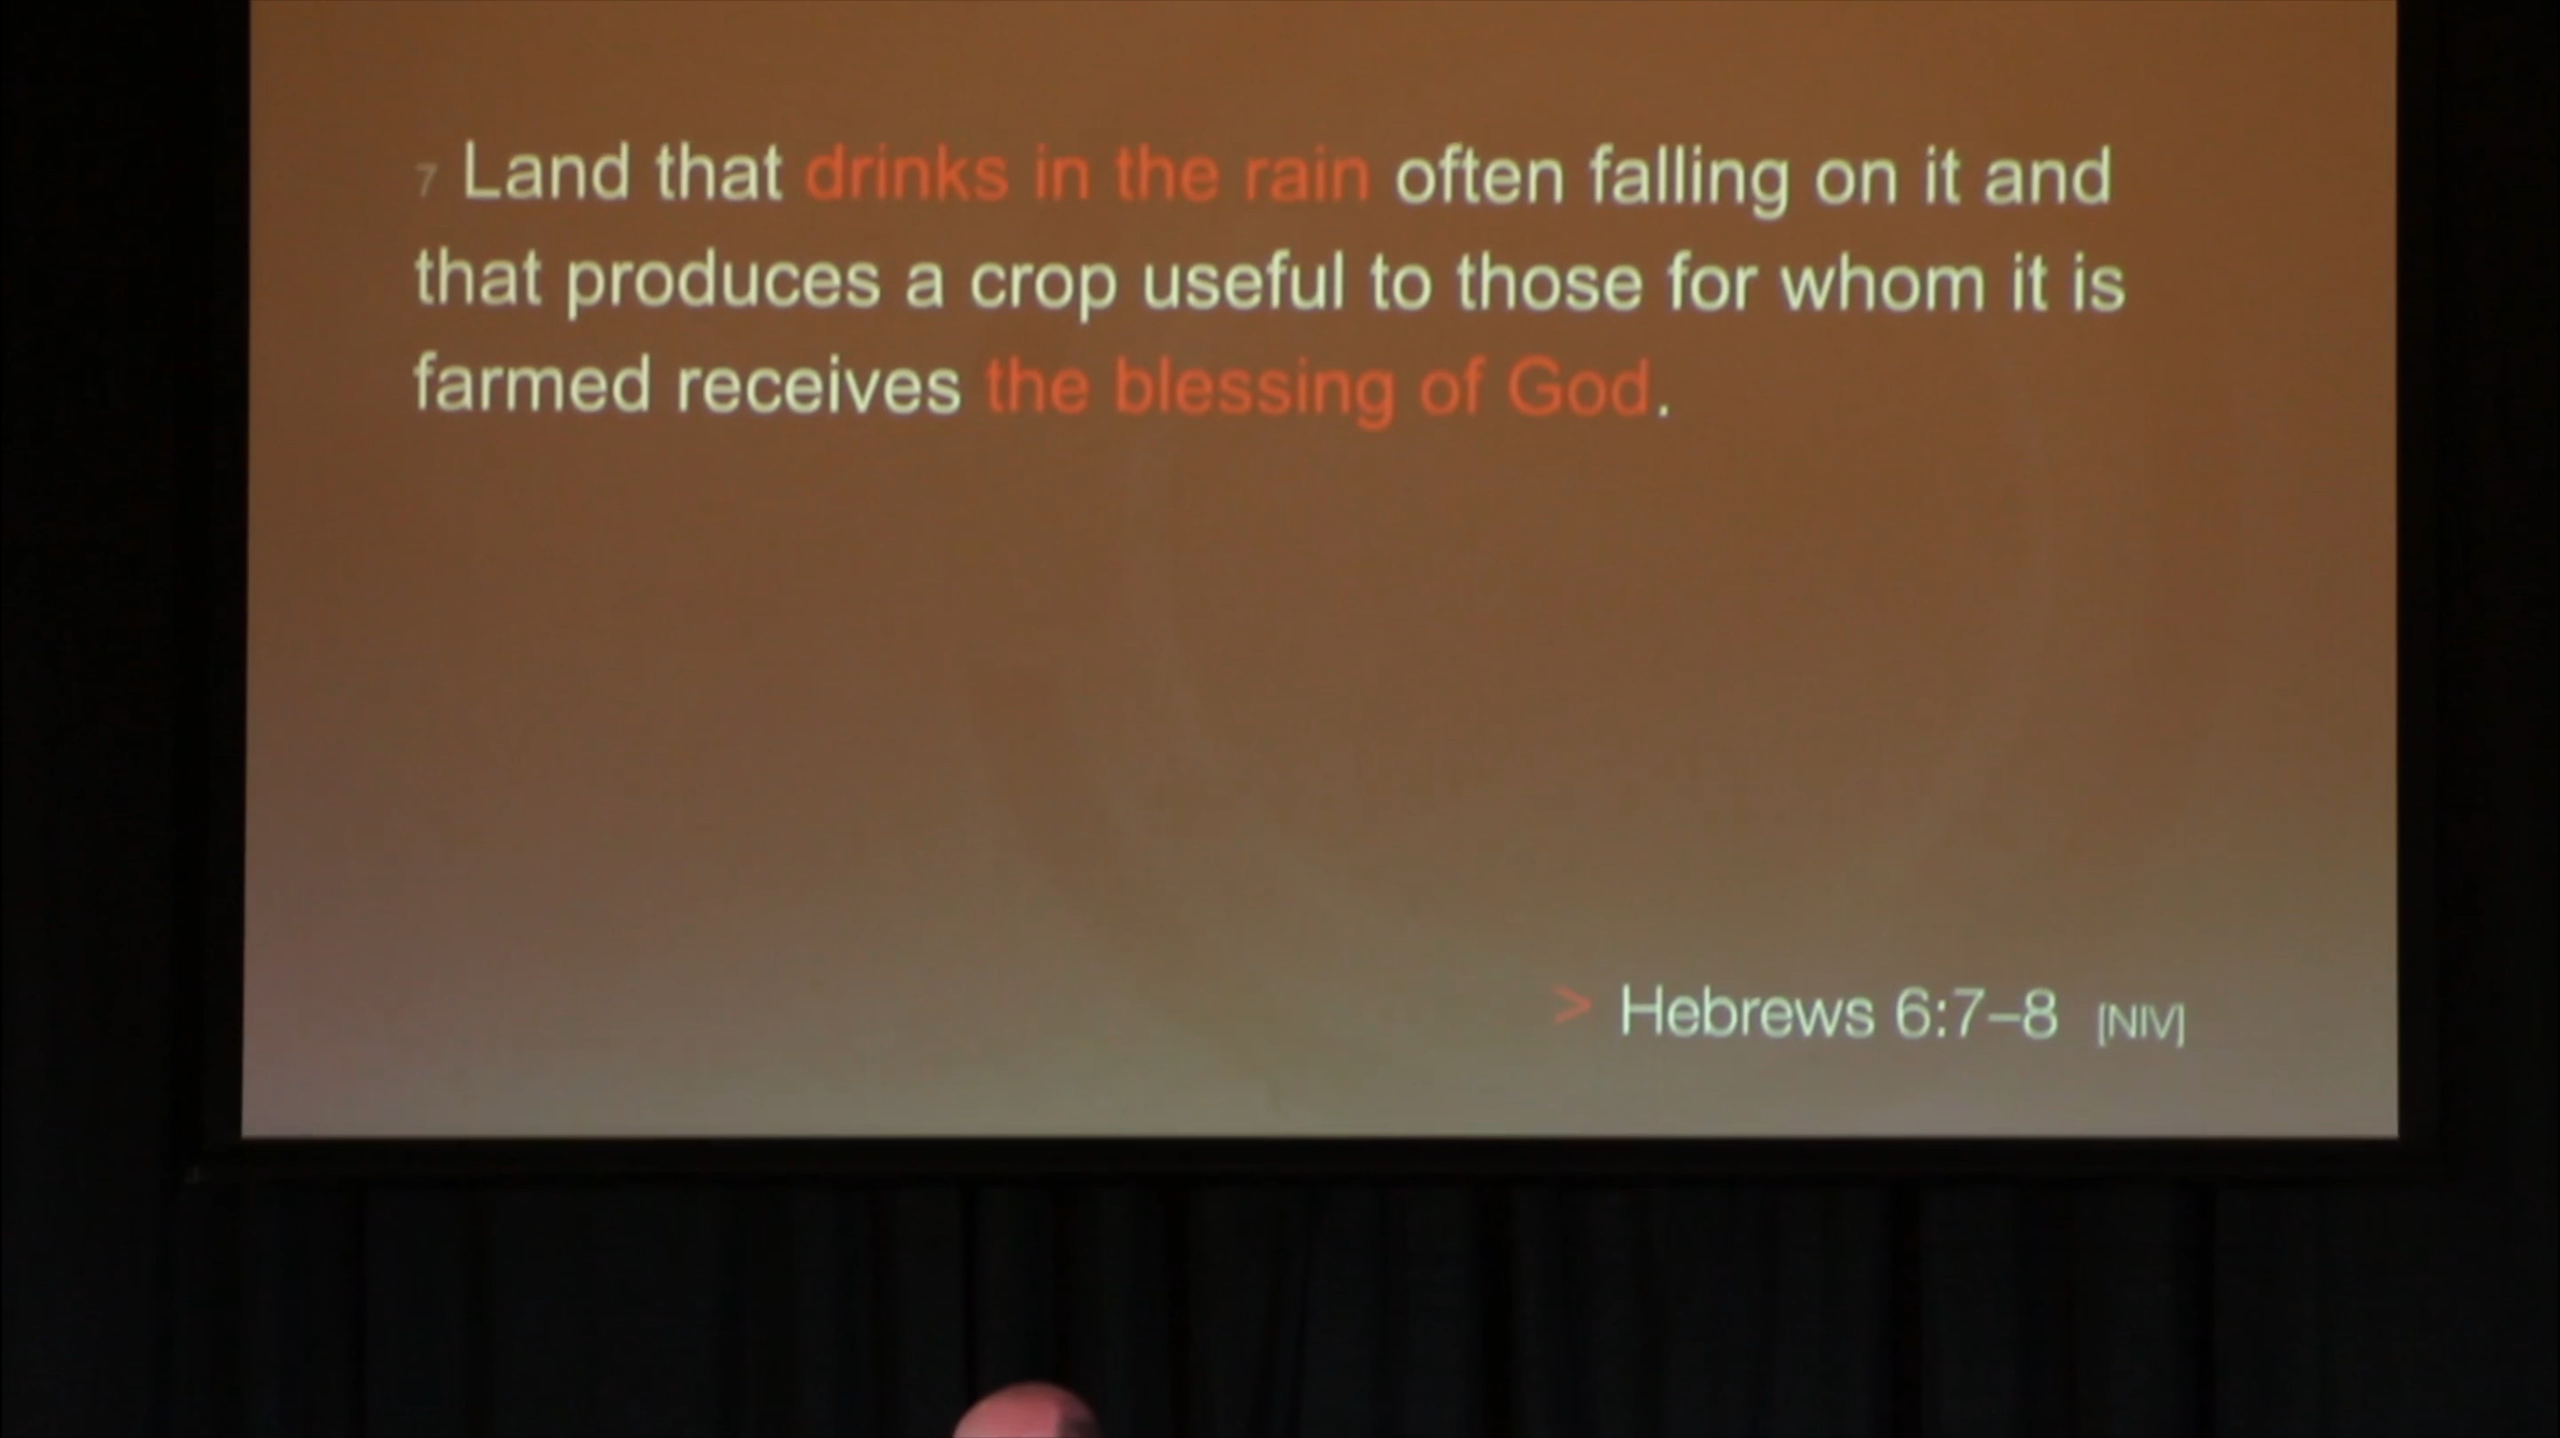 7 Land that drinks in the rain often falling on it and
that produces a crop useful to those for whom it is
farmed receives the blessing of God.
> Hebrews 6:7–8 [NIV]